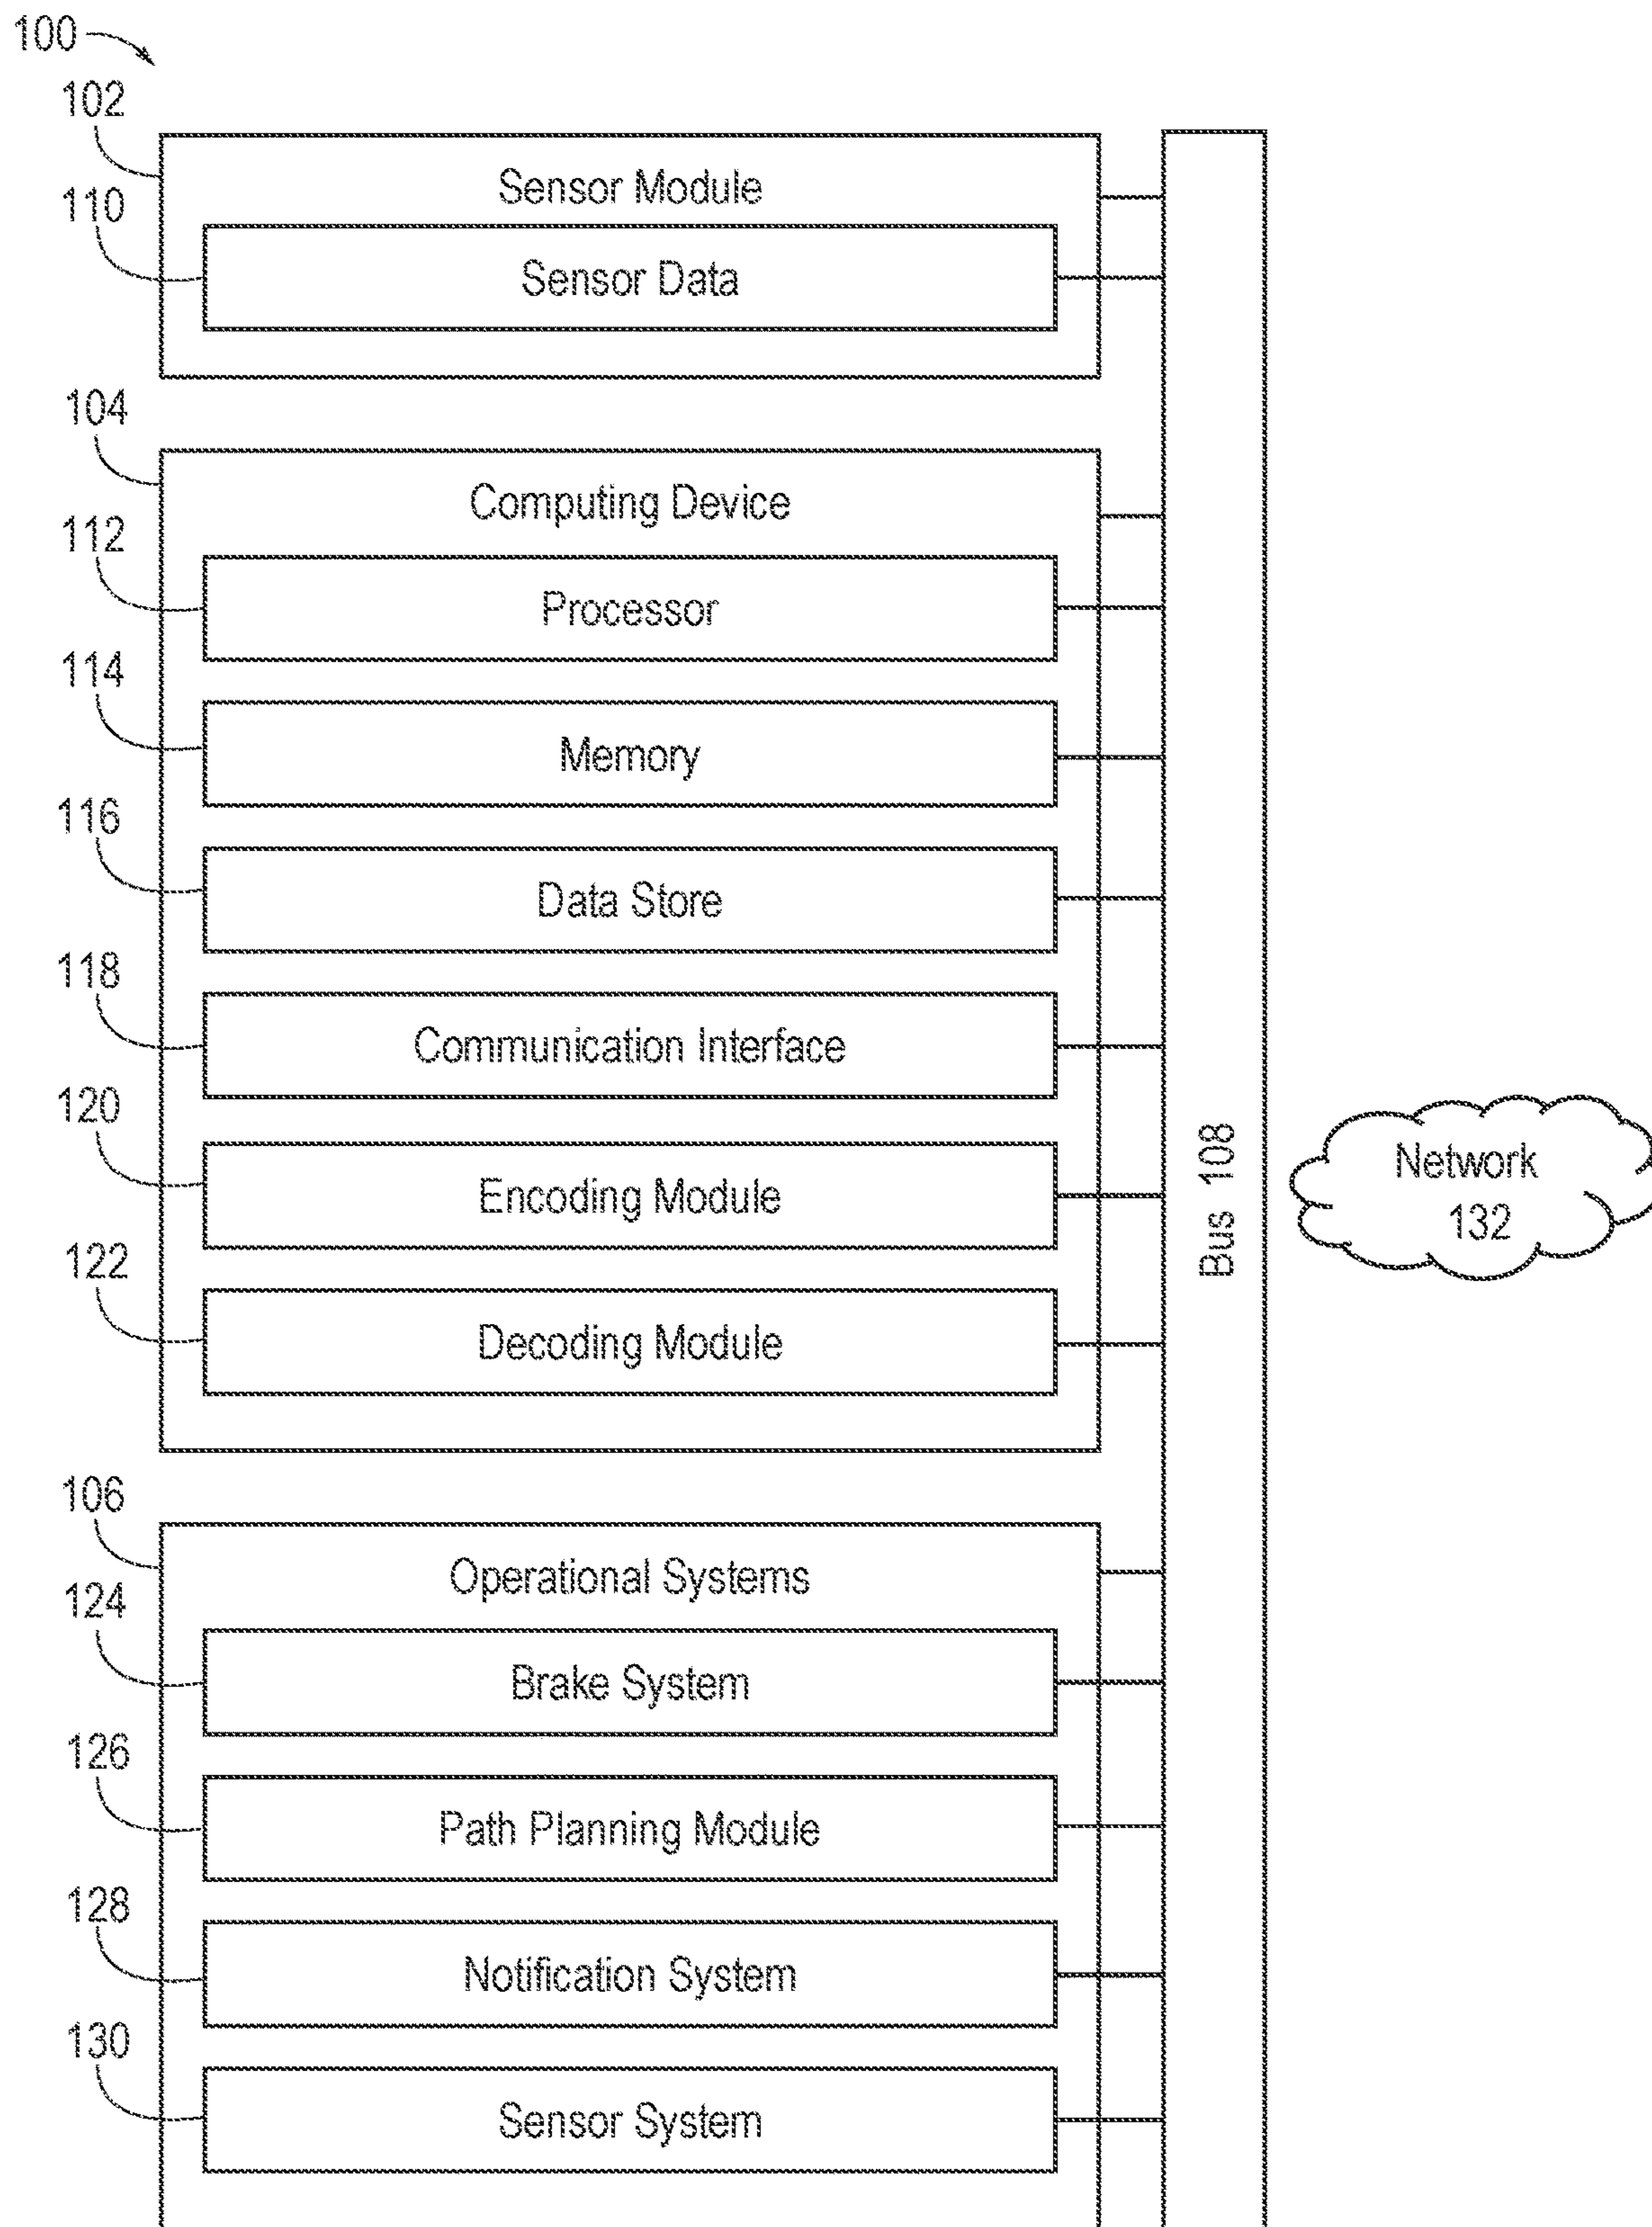 100
102
Sensor Module
110
Sensor Data
104
Computing Device
112
Processor
114
Memory
116
Data Store
118
Communication Interface
120
Encoding Module
122
Decoding Module
106
Operational Systems
124
Brake System
126
Path Planning Module
128
Notification System
130
Sensor System
Bus 108
Network
132